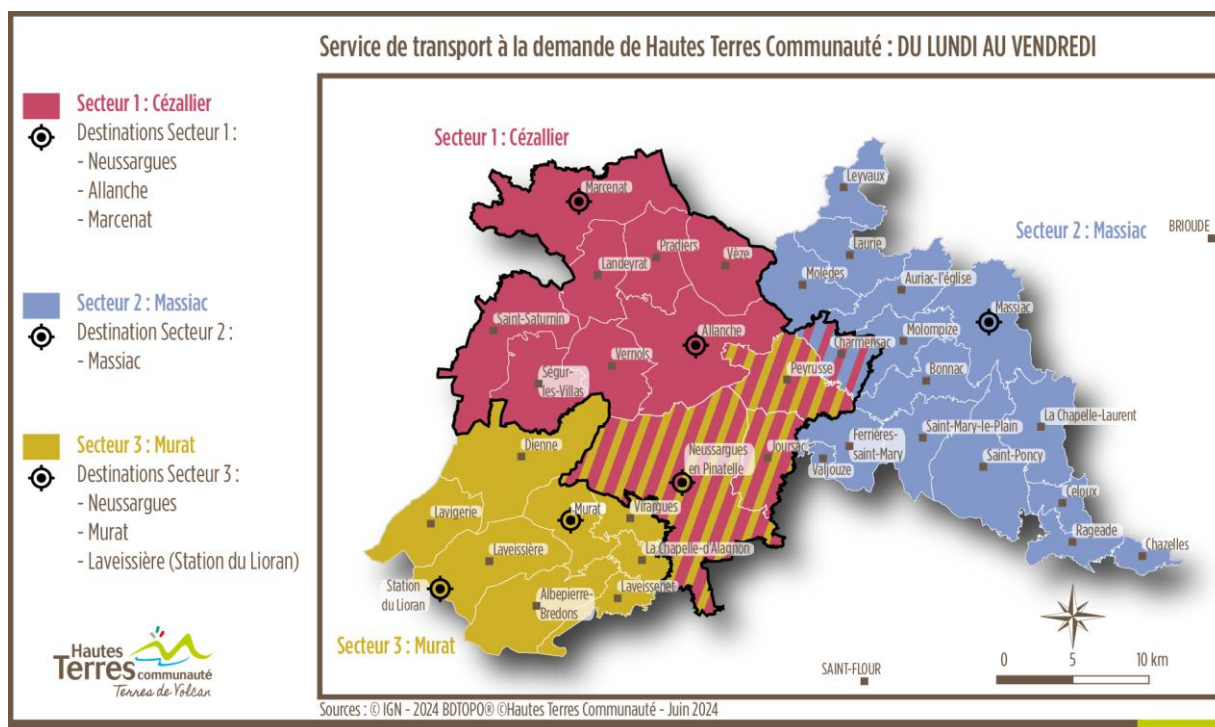 Service de transport à la demande de Hautes Terres Communauté : DU LUNDI AU VENDREDI
Secteur 1 : Cézallier
Destinations Secteur 1 :
- Neussargues
- Allanche
- Marcenat
Secteur 2 : Massiac
Destination Secteur 2 :
- Massiac
Secteur 3 : Murat
Destinations Secteur 3 :
- Neussargues
- Murat
- Laveissière (Station du Lioran)
Hautes
Terres communauté
Terres de Volcan
Secteur 1 : Cézallier
Marcenat
Leyvaux
Secteur 2 : Massiac
BRIOUDE
Pradiers
Vèze
Laurie
Landeyrat
Molèdes
Auriac-l'église
Massiac
Saint-Saturnin
Allanche
Charmensac
Molompize
Vernols
Peyrusse
Bonnac
Ségur-
les-Villas
La Chapelle-Laurent
Dienne
Neussargues
en Pinatelle
Joursac
Ferrières-
saint-Mary
Saint-Mary-le-Plain
Valjouze
Saint-Poncy
Celoux
Lavigerie
Murat
Virargues
Rageade
Chazelles
Laveissière
La Chapelle-d'Alagnon
Station
du Lioran
Albepierre-
Bredons
Laveissenet
Secteur 3 : Murat
SAINT-FLOUR
0 5 10 km
Sources : © IGN - 2024 BDTOPO® ©Hautes Terres Communauté - Juin 2024